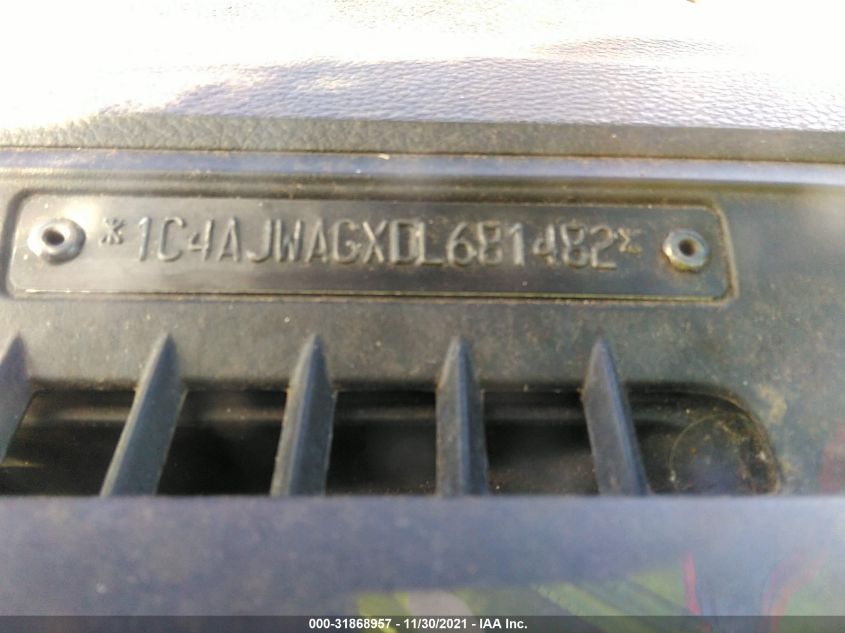 *1C4AJWAGXDL681482*
000-31868957 - 11/30/2021 - IAA Inc.